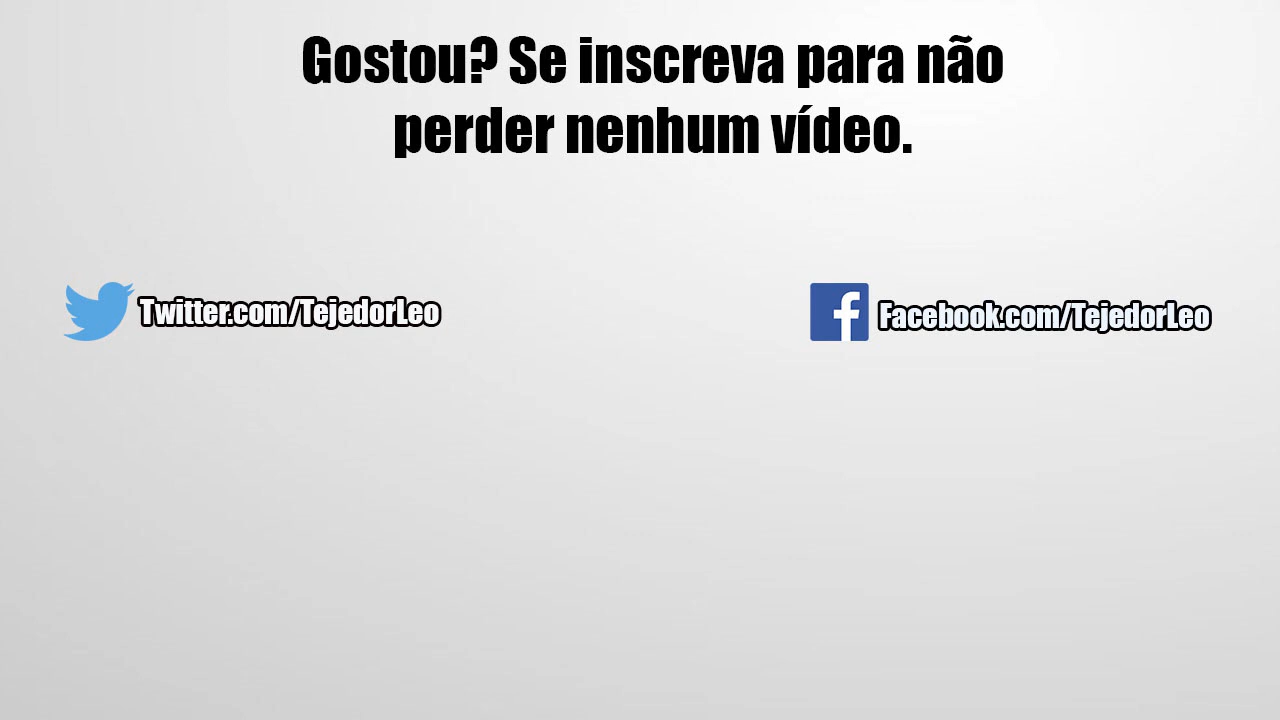 Gostou? Se inscreva para não
perder nenhum vídeo.
Twitter.com/TejedorLeo
Facebook.com/TejedorLeo